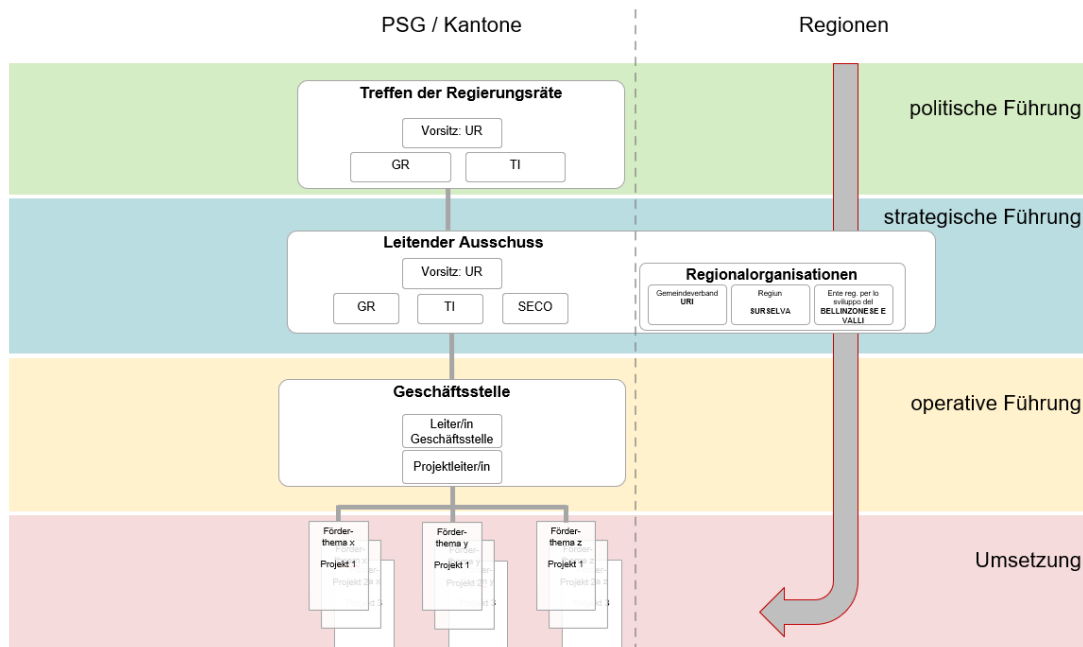 PSG / Kantone
Regionen
politische Führung
Treffen der Regierungsräte
Vorsitz: UR
GR
TI
strategische Führung
Leitender Ausschuss
Vorsitz: UR
GR
TI
SECO
Regionalorganisationen
Gemeindeverband
URI
Regiun
SURSELVA
Ente reg. per lo
sviluppo del
BELLINZONESE E
VALLI
operative Führung
Geschäftsstelle
Leiter/in
Geschäftsstelle
Projektleiter/in
Umsetzung
Förder-
thema x
Projekt 1
Förder-
thema y
Projekt 1
Förder-
thema z
Projekt 1